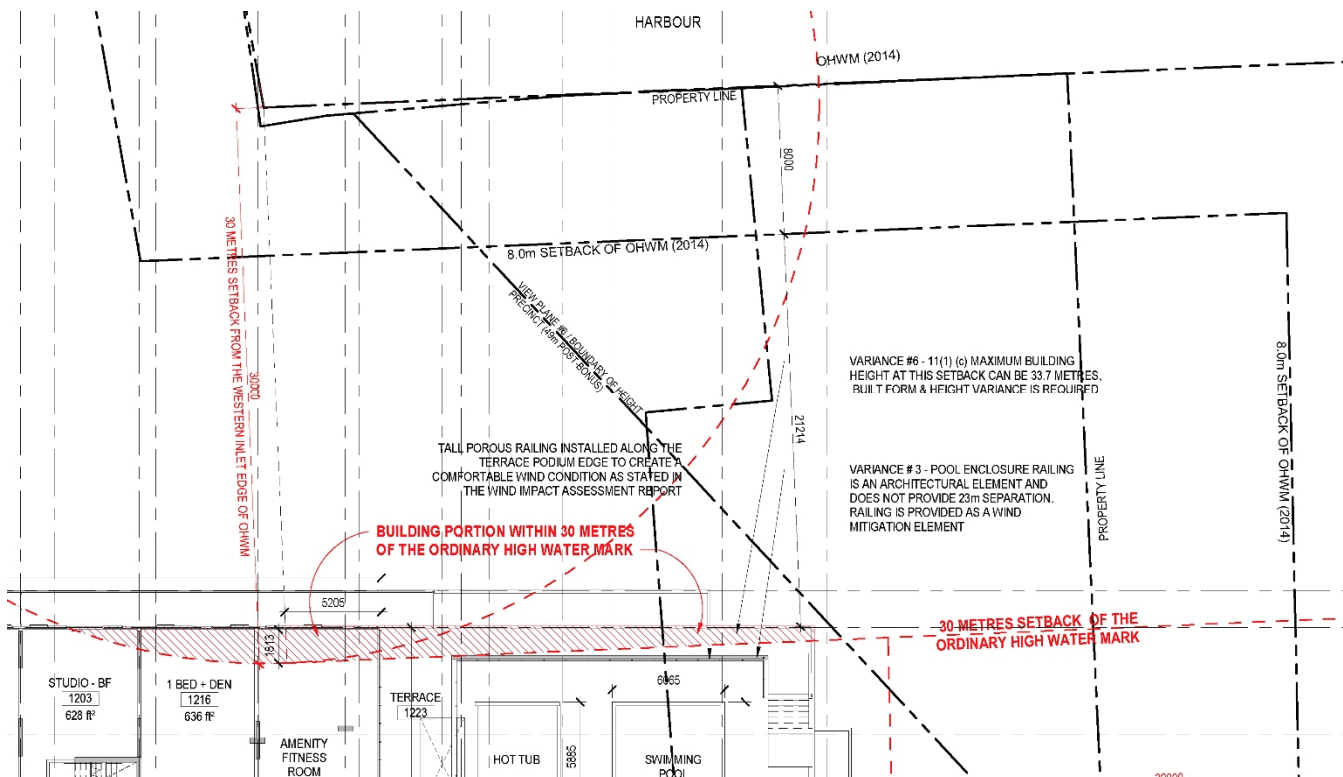 HARBOUR
OHWM (2014)
PROPERTY LINE
8000
30 METRES SETBACK FROM THE WESTERN INLET EDGE OF OHWM
30000
8.0m SETBACK OF OHWM (2014)
VIEW PLANE #6 / BOUNDARY OF HEIGHT
PRECINCT (49m POST-BONUS)
VARIANCE #6 - 11(1) (c) MAXIMUM BUILDING
HEIGHT AT THIS SETBACK CAN BE 33.7 METRES,
BUILT FORM & HEIGHT VARIANCE IS REQUIRED
8.0m SETBACK OF OHWM (2014)
21214
TALL POROUS RAILING INSTALLED ALONG THE
TERRACE PODIUM EDGE TO CREATE A
COMFORTABLE WIND CONDITION AS STATED IN
THE WIND IMPACT ASSESSMENT REPORT
VARIANCE # 3 - POOL ENCLOSURE RAILING
IS AN ARCHITECTURAL ELEMENT AND
DOES NOT PROVIDE 23m SEPARATION.
RAILING IS PROVIDED AS A WIND
MITIGATION ELEMENT
PROPERTY LINE
BUILDING PORTION WITHIN 30 METRES
OF THE ORDINARY HIGH WATER MARK
5205
1813
30 METRES SETBACK OF THE
ORDINARY HIGH WATER MARK
STUDIO - BF
1203
628 ft²
1 BED + DEN
1216
636 ft²
AMENITY
FITNESS
ROOM
TERRACE
1223
6065
HOT TUB
5885
SWIMMING
POOL